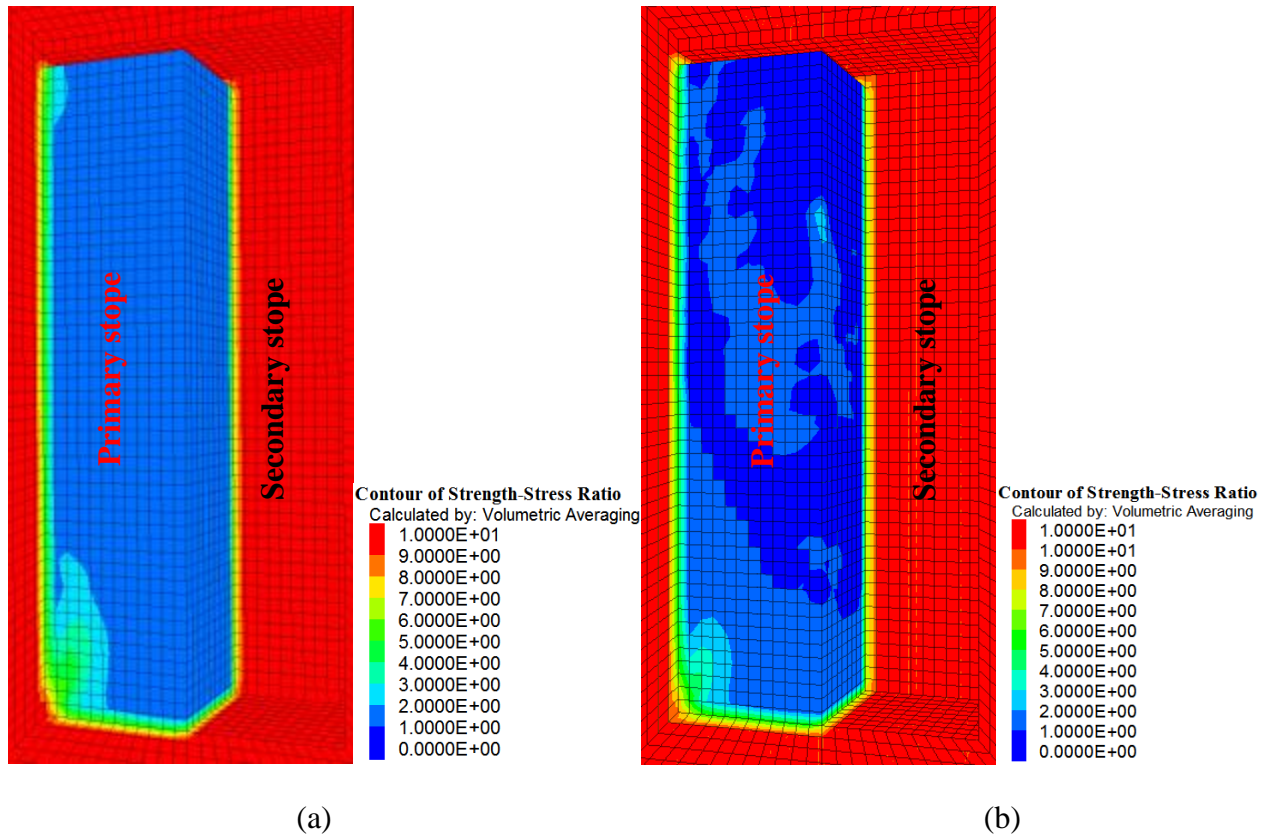 Primary stope
Secondary stope
Contour of Strength-Stress Ratio
Calculated by: Volumetric Averaging
1.0000E+01
9.0000E+00
8.0000E+00
7.0000E+00
6.0000E+00
5.0000E+00
4.0000E+00
3.0000E+00
2.0000E+00
1.0000E+00
0.0000E+00
(a)
Primary stope
Secondary stope
Contour of Strength-Stress Ratio
Calculated by: Volumetric Averaging
1.0000E+01
1.0000E+01
9.0000E+00
8.0000E+00
7.0000E+00
6.0000E+00
5.0000E+00
4.0000E+00
3.0000E+00
2.0000E+00
1.0000E+00
0.0000E+00
(b)